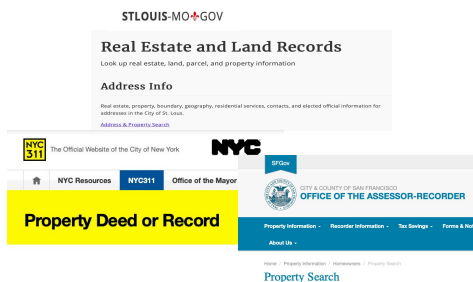 STLOUIS-MO GOV
Real Estate and Land Records
Look up real estate, land, parcel, and property information
Address Info
Real estate, property, boundary, geography, residential services, contacts, and elected official information for
addresses in the City of St. Louis.
Address & Property Search
NYC
311
The Official Website of the City of New York
NYC
NYC Resources
NYC311
Office of the Mayor
Property Deed or Record
SFGov
CITY & COUNTY OF SAN FRANCISCO
OFFICE OF THE ASSESSOR-RECORDER
Property Information
Recorder Information
Tax Savings
Forms & No
About Us
Home / Property Information / Homeowners / Property Search
Property Search